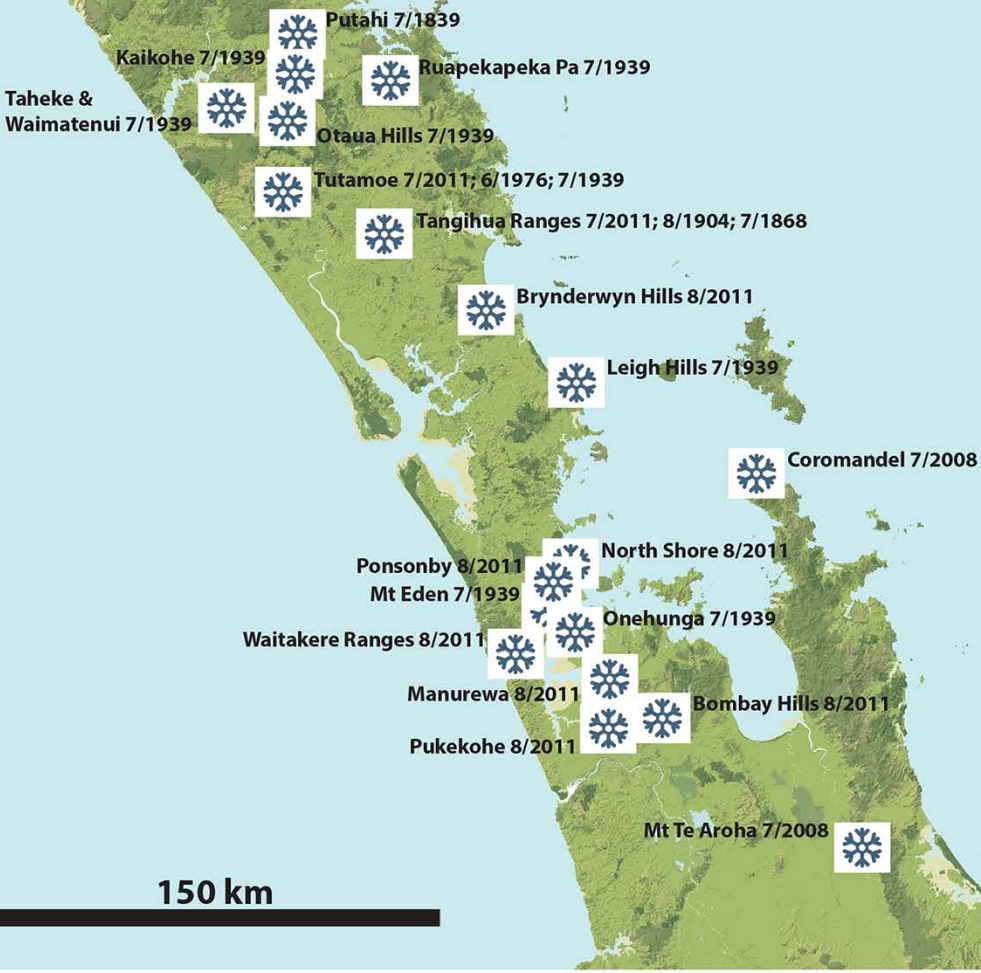 Putahi 7/1839
Kaikohe 7/1939
Ruapekapeka Pa 7/1939
Taheke &
Waimatenui 7/1939
Otaua Hills 7/1939
Tutamoe 7/2011; 6/1976; 7/1939
Tangihua Ranges 7/2011; 8/1904; 7/1868
Brynderwyn Hills 8/2011
Leigh Hills 7/1939
Coromandel 7/2008
North Shore 8/2011
Ponsonby 8/2011
Mt Eden 7/1939
Onehunga 7/1939
Waitakere Ranges 8/2011
Manurewa 8/2011
Bombay Hills 8/2011
Pukekohe 8/2011
Mt Te Aroha 7/2008
150 km